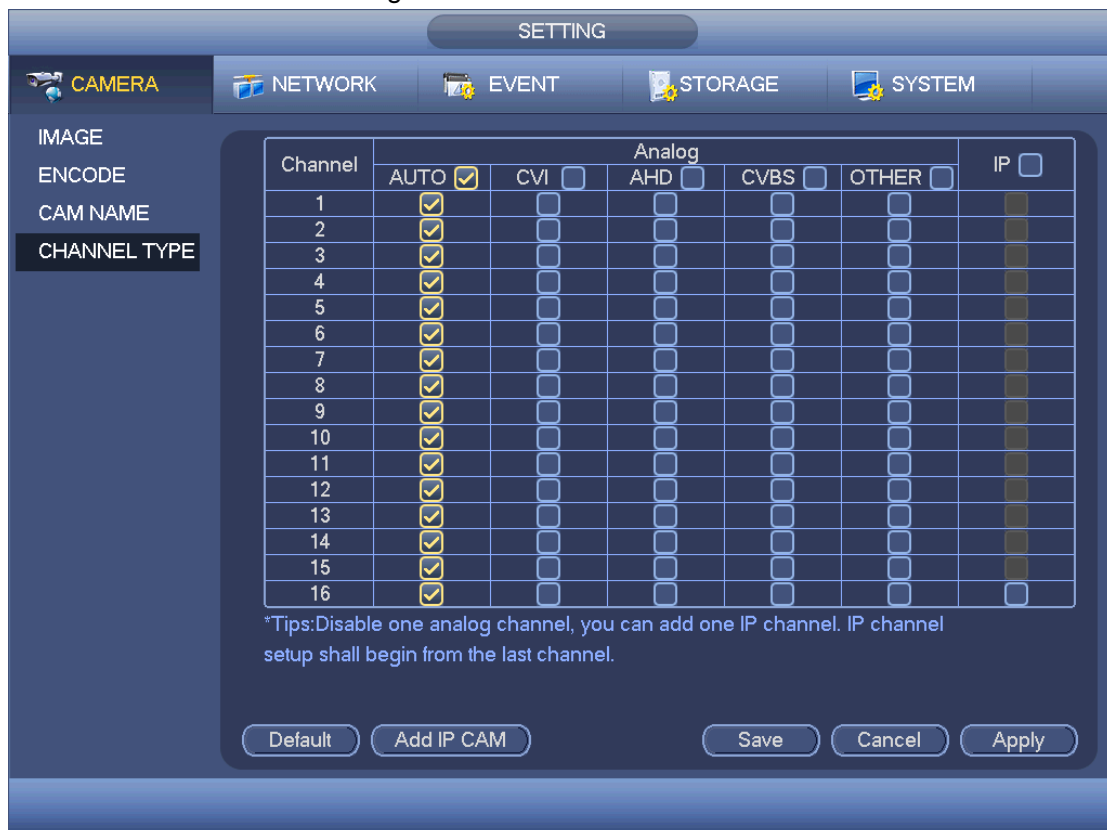 SETTING
CAMERA NETWORK EVENT STORAGE SYSTEM
IMAGE
ENCODE
CAM NAME
CHANNEL TYPE
Channel Analog IP
AUTO CVI AHD CVBS OTHER
1
2
3
4
5
6
7
8
9
10
11
12
13
14
15
16
*Tips:Disable one analog channel, you can add one IP channel. IP channel
setup shall begin from the last channel.
Default Add IP CAM Save Cancel Apply